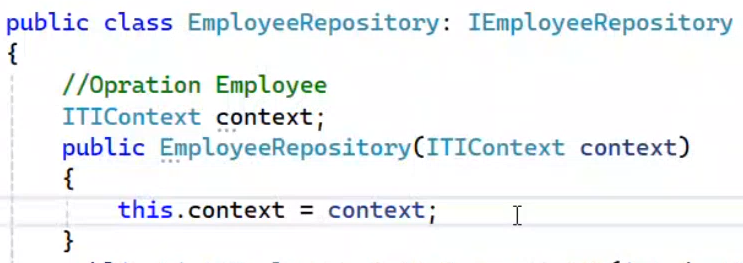 public class EmployeeRepository: IEmployeeRepository
{
//Opration Employee
ITIContext context;
public EmployeeRepository(ITIContext context)
{
this.context = context;
}